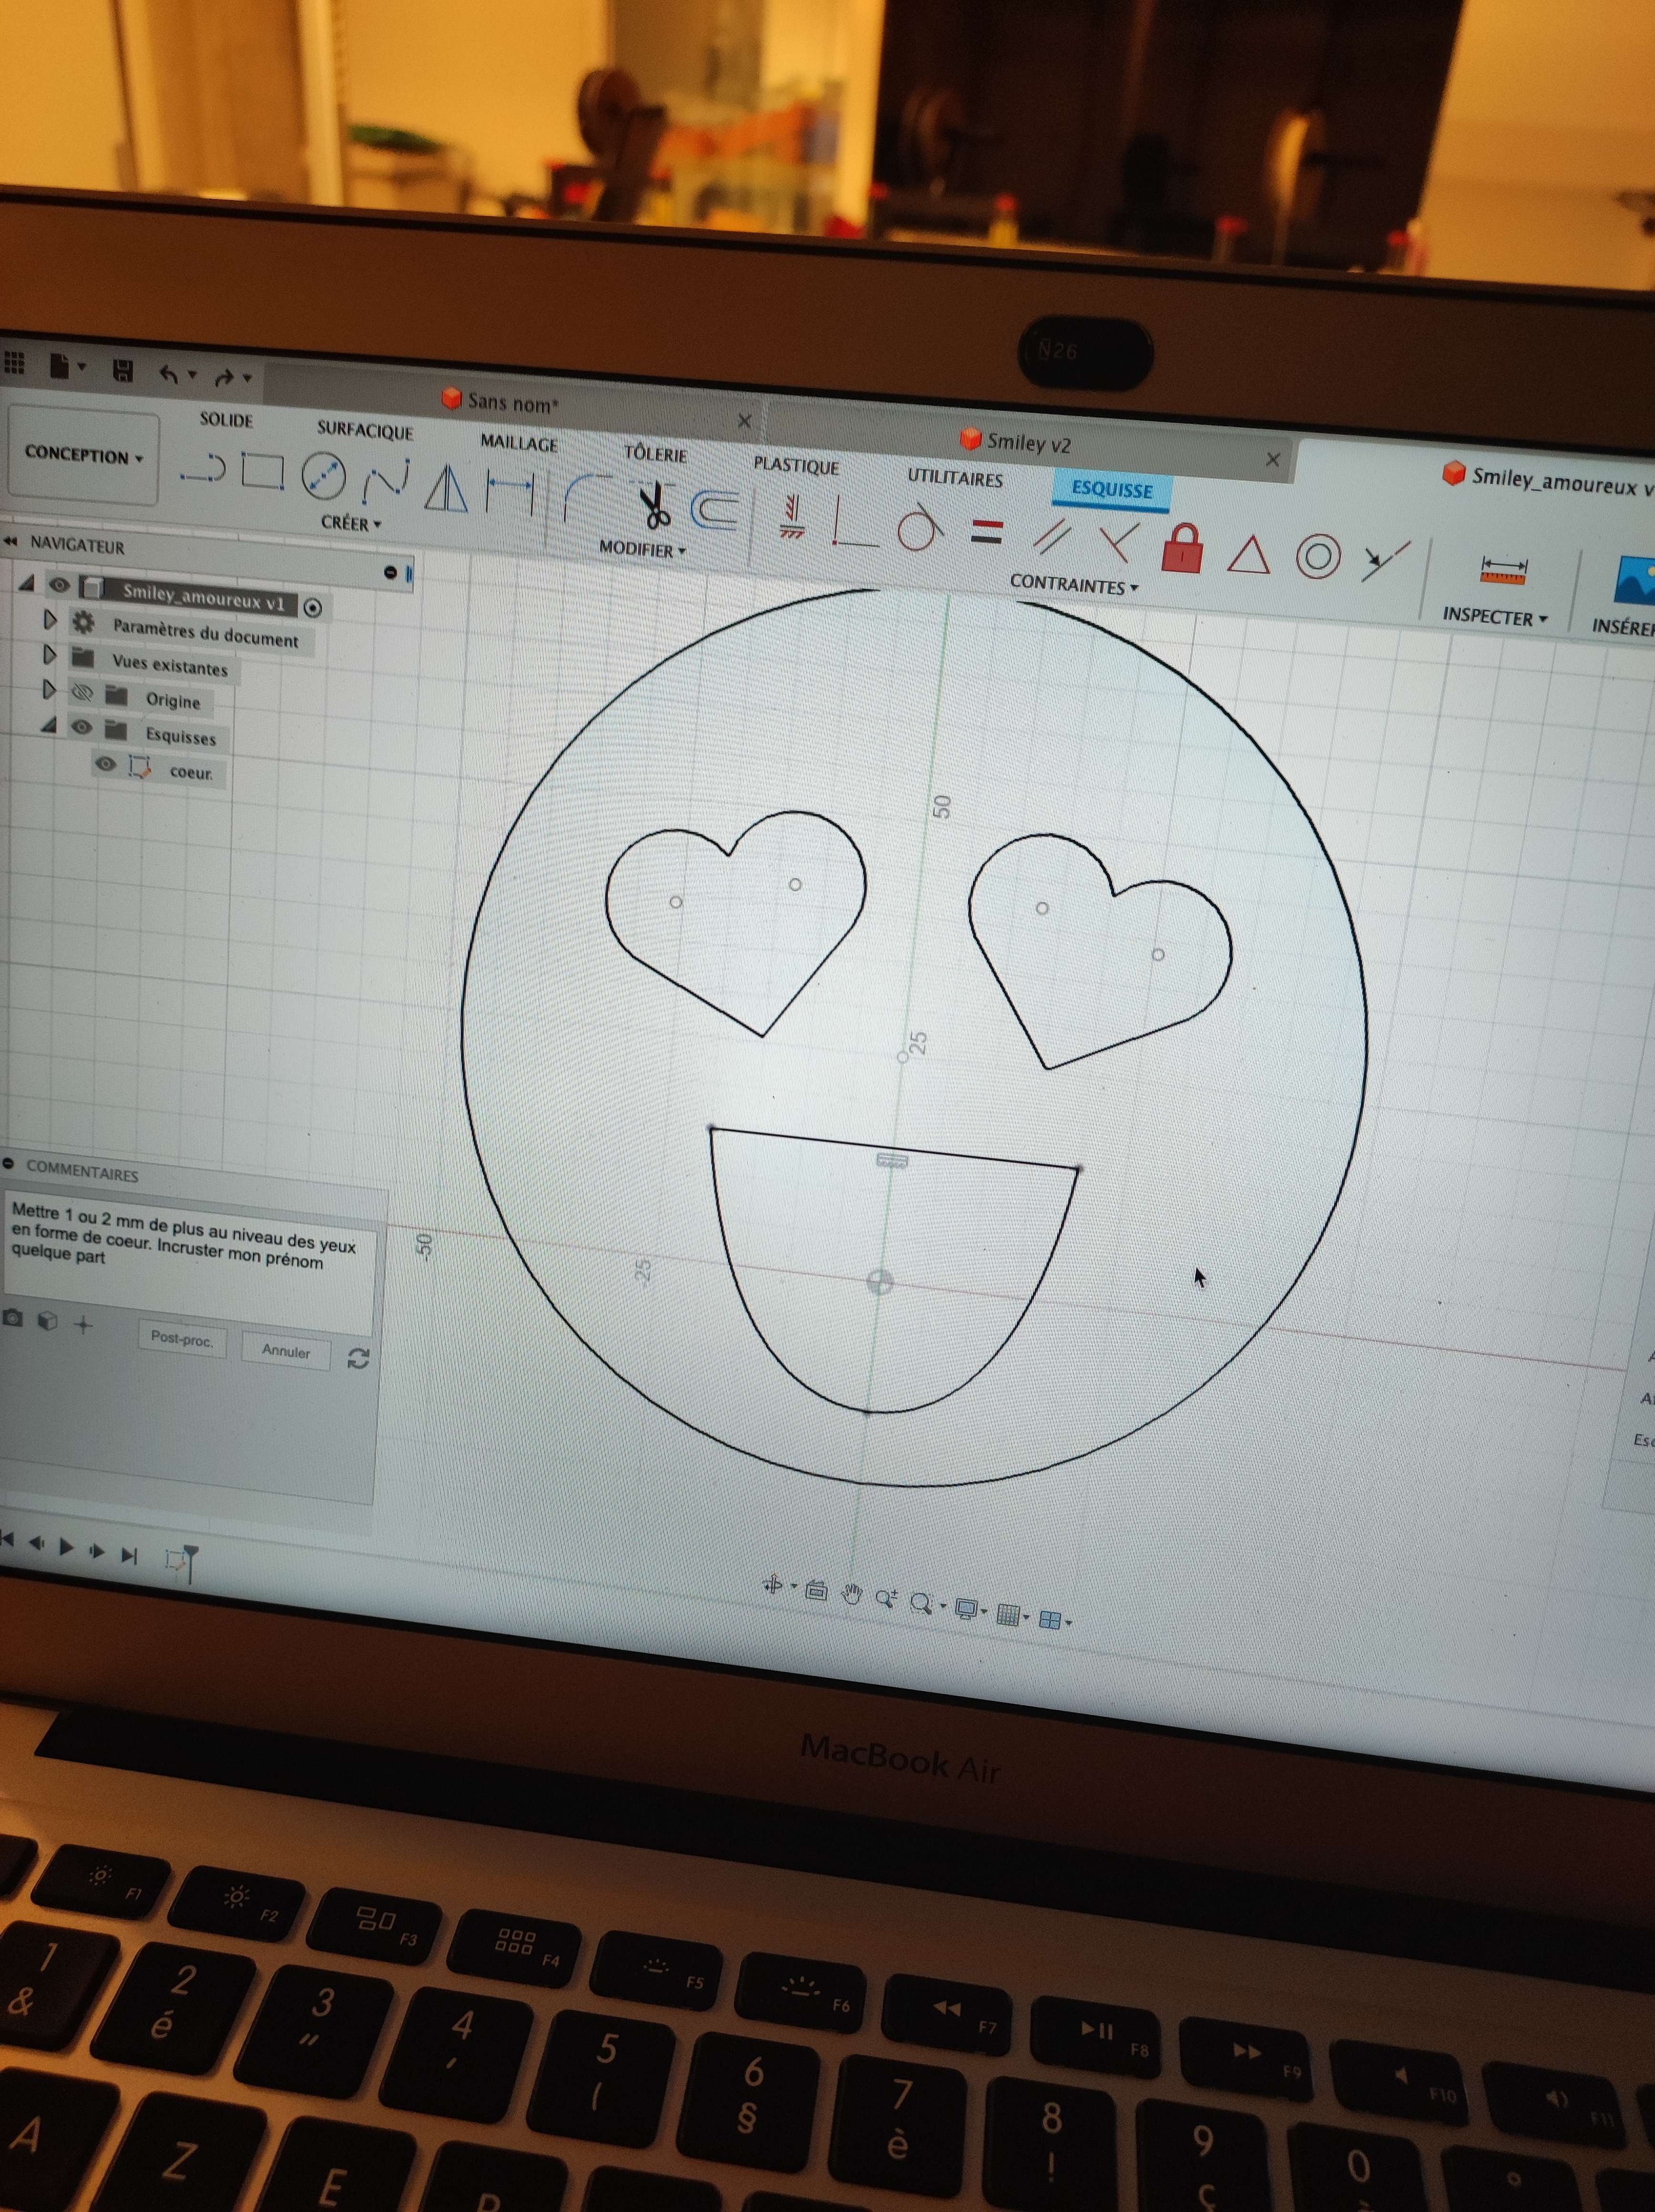 N26
Sans nom*
Smiley v2
Smiley_amoureux v
CONCEPTION
SOLIDE
SURFACIQUE
MAILLAGE
TÔLERIE
PLASTIQUE
UTILITAIRES
ESQUISSE
CRÉER
MODIFIER
CONTRAINTES
INSPECTER
INSÉRER
NAVIGATEUR
Smiley_amoureux v1
Paramètres du document
Vues existantes
Origine
Esquisses
coeur.
50
25
-50
-25
COMMENTAIRES
Mettre 1 ou 2 mm de plus au niveau des yeux
en forme de coeur. Incruster mon prénom
quelque part
Post-proc.
Annuler
MacBook Air
F1
F2
F3
F4
F5
F6
F7
F8
F9
F10
F11
1
&
2
é
3
"
4
'
5
(
6
§
7
è
8
!
9
ç
0
A
Z
E